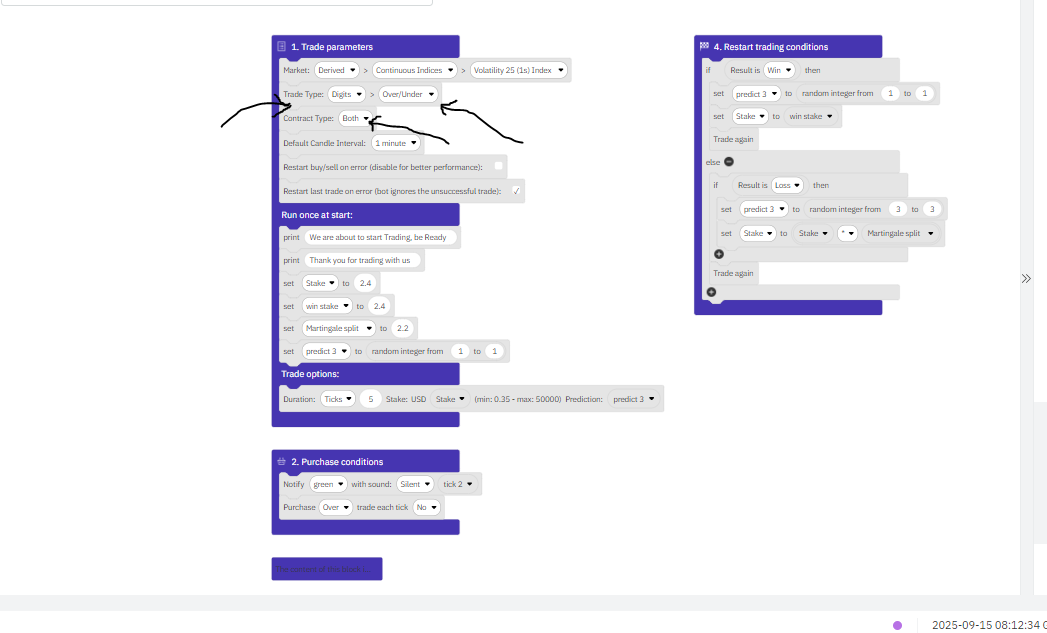 1. Trade parameters
Market: Derived > Continuous Indices > Volatility 25 (1s) Index
Trade Type: Digits > Over/Under
Contract Type: Both
Default Candle Interval: 1 minute
Restart buy/sell on error (disable for better performance):
Restart last trade on error (bot ignores the unsuccessful trade): ✓
Run once at start:
print We are about to start Trading, be Ready
print Thank you for trading with us
set Stake to 2.4
set win stake to 2.4
set Martingale split to 2.2
set predict 3 to random integer from 1 to 1
Trade options:
Duration: Ticks 5 Stake: USD Stake (min: 0.35 - max: 50000) Prediction: predict 3
2. Purchase conditions
Notify green with sound: Silent tick 2
Purchase Over trade each tick No
4. Restart trading conditions
if Result is Win then
set predict 3 to random integer from 1 to 1
set Stake to win stake
Trade again
else
if Result is Loss then
set predict 3 to random integer from 3 to 3
set Stake to Stake * Martingale split
Trade again
2025-09-15 08:12:34